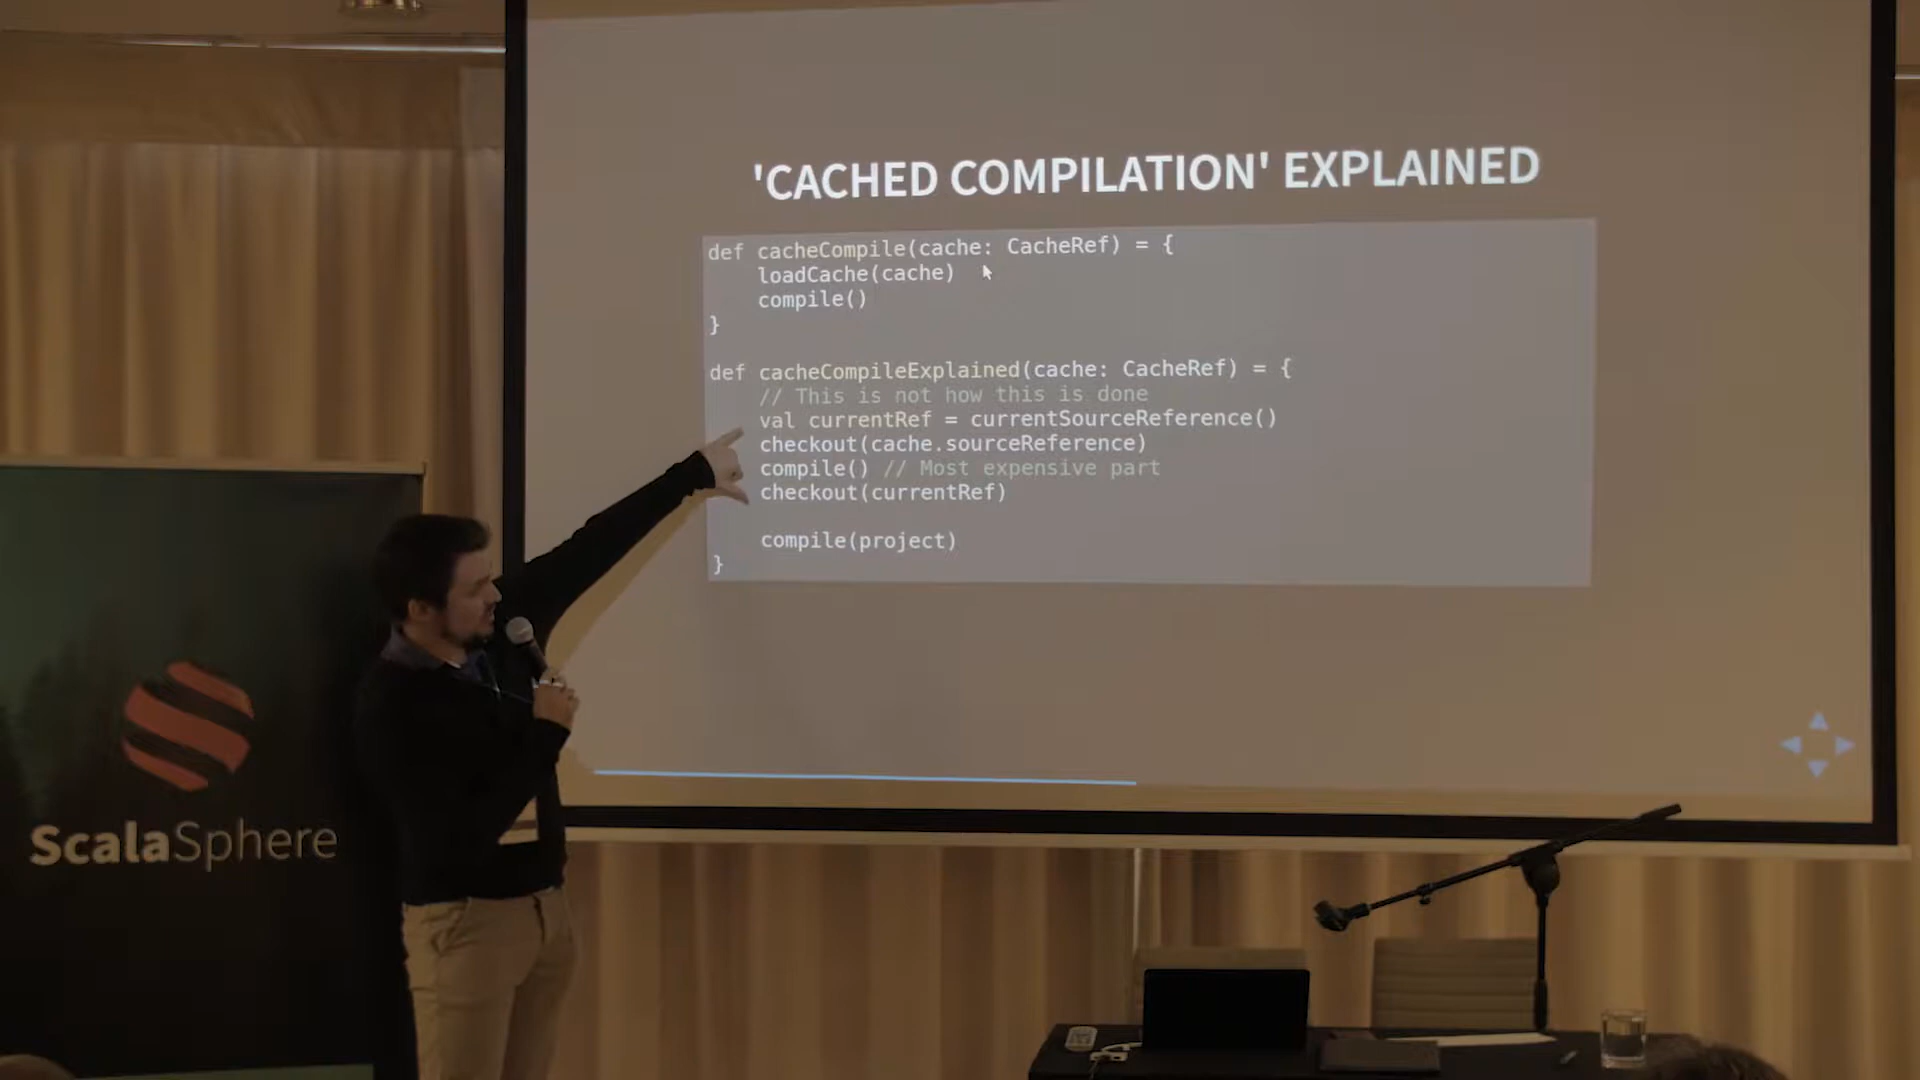 'CACHED COMPILATION' EXPLAINED
def cacheCompile(cache: CacheRef) = {
    loadCache(cache)
    compile()
}
def cacheCompileExplained(cache: CacheRef) = {
    // This is not how this is done
    val currentRef = currentSourceReference()
    checkout(cache.sourceReference)
    compile() // Most expensive part
    checkout(currentRef)
    compile(project)
}
ScalaSphere